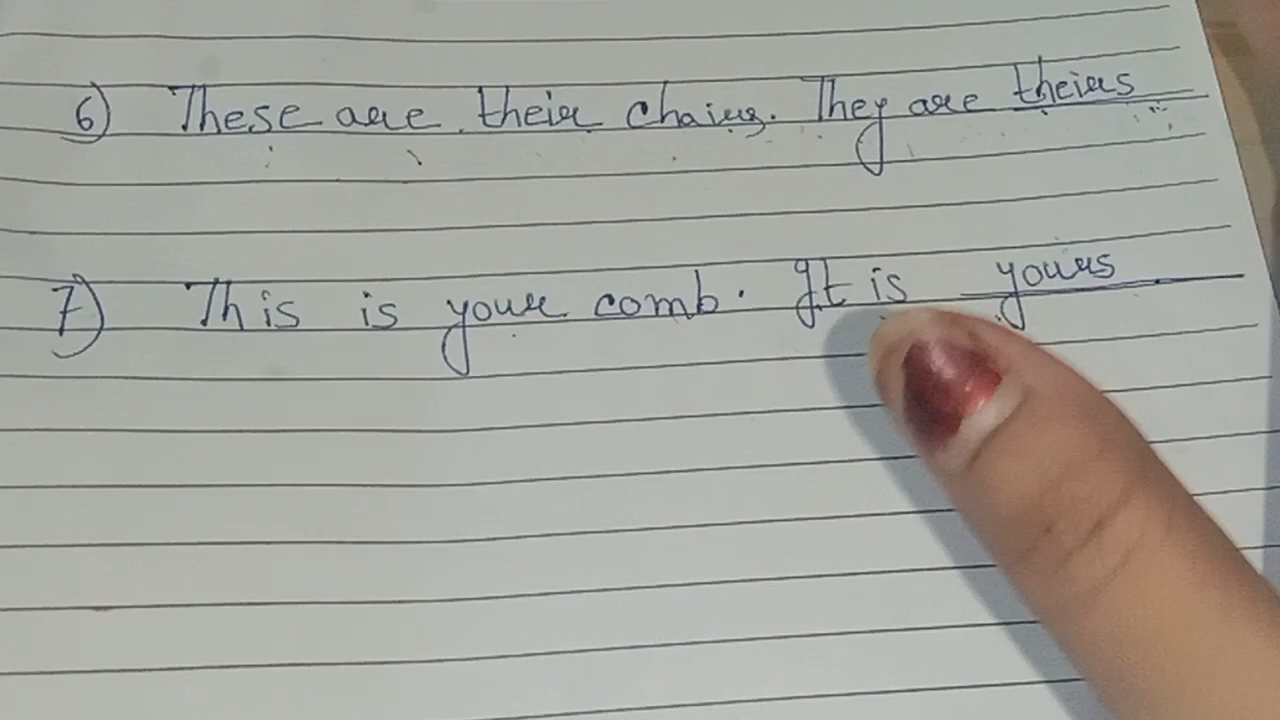 6) These are their chairs. They are theirs
7) This is your comb. It is yours